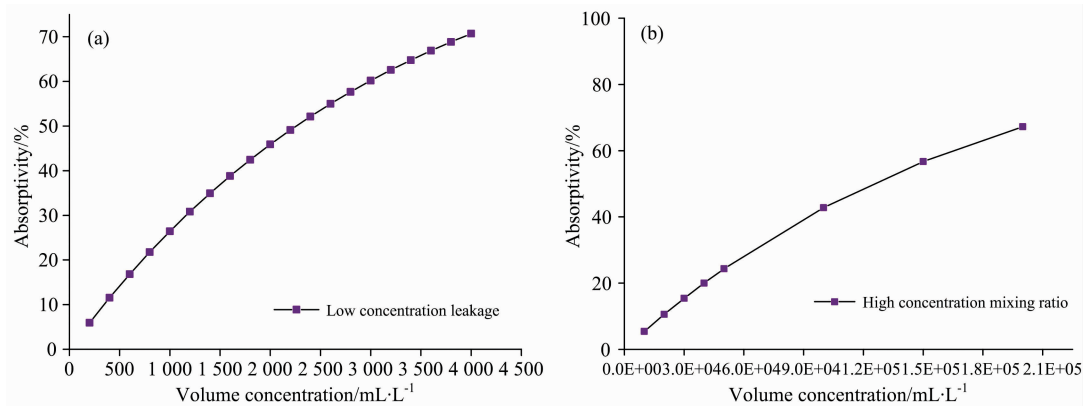 (a)
Absorptivity/%
70
60
50
40
30
20
10
0
Low concentration leakage
0 500 1 000 1 500 2 000 2 500 3 000 3 500 4 000 4 500
Volume concentration/mL·L⁻¹
(b)
Absorptivity/%
100
80
60
40
20
0
High concentration mixing ratio
0.0E+003.0E+046.0E+049.0E+041.2E+051.5E+051.8E+052.1E+05
Volume concentration/mL·L⁻¹